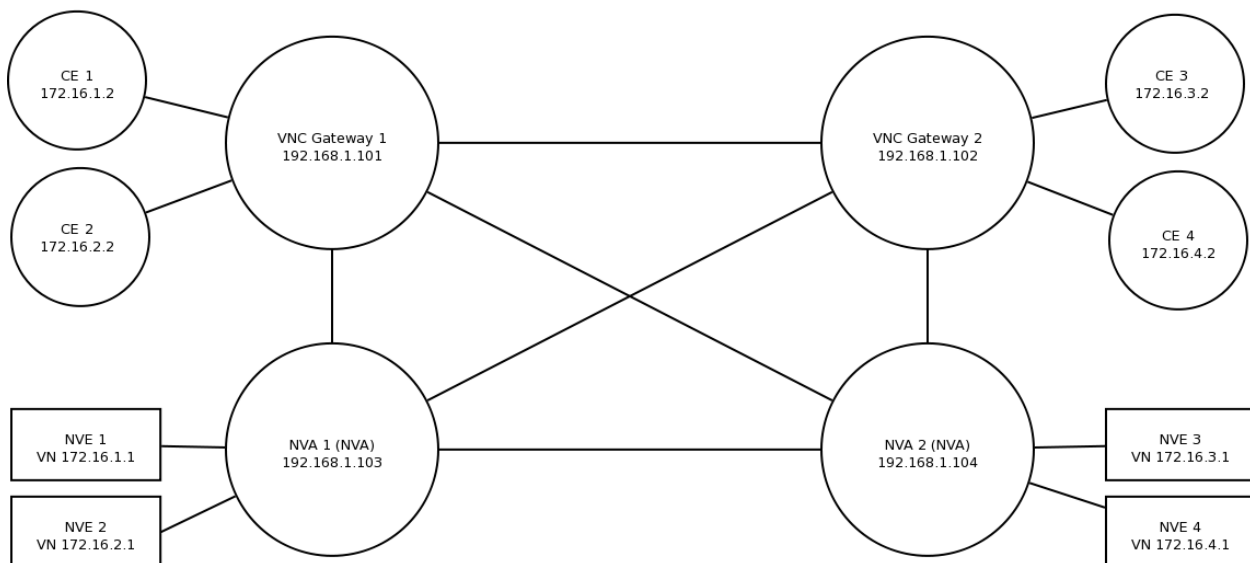 CE 1
172.16.1.2
VNC Gateway 1
192.168.1.101
VNC Gateway 2
192.168.1.102
CE 3
172.16.3.2
CE 2
172.16.2.2
CE 4
172.16.4.2
NVE 1
VN 172.16.1.1
NVA 1 (NVA)
192.168.1.103
NVA 2 (NVA)
192.168.1.104
NVE 3
VN 172.16.3.1
NVE 2
VN 172.16.2.1
NVE 4
VN 172.16.4.1